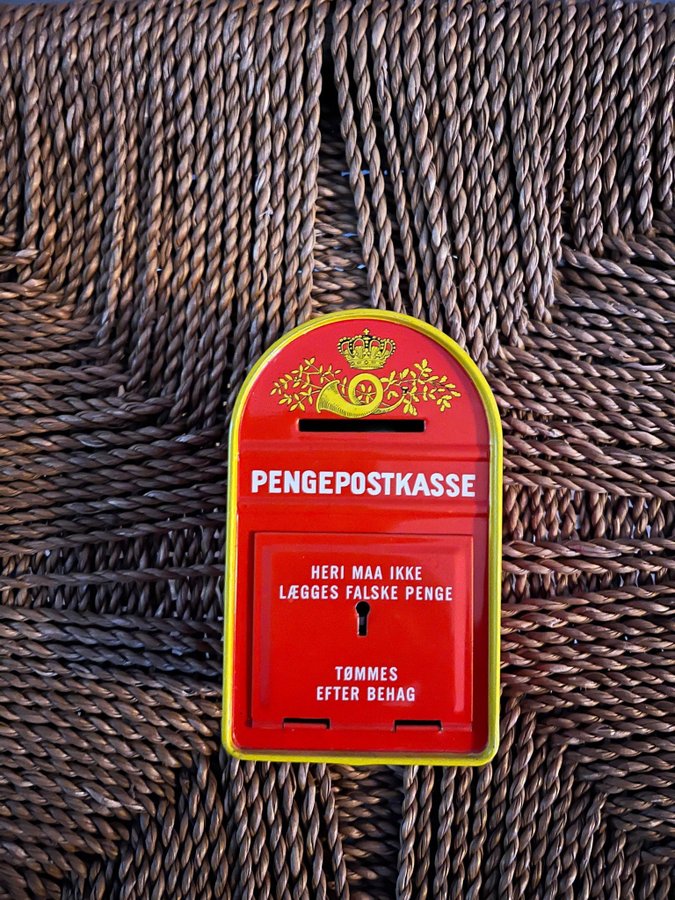 PENGEPOSTKASSE
HERI MAA IKKE
LÆGGES FALSKE PENGE
TØMMES
EFTER BEHAG